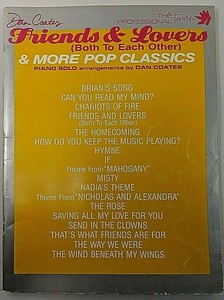 Dan Coates
THE PROFESSIONAL Touch
Friends & Lovers
(Both To Each Other)
& MORE POP CLASSICS
PIANO SOLO arrangements by DAN COATES
BRIAN'S SONG
CAN YOU READ MY MIND?
CHARIOTS OF FIRE
FRIENDS AND LOVERS
(Both To Each Other)
THE HOMECOMING
HOW DO YOU KEEP THE MUSIC PLAYING?
HYMNE
IF
Theme From "MAHOGANY"
MISTY
NADIA'S THEME
Theme From "NICHOLAS AND ALEXANDRA"
THE ROSE
SAVING ALL MY LOVE FOR YOU
SEND IN THE CLOWNS
THAT'S WHAT FRIENDS ARE FOR
THE WAY WE WERE
THE WIND BENEATH MY WINGS